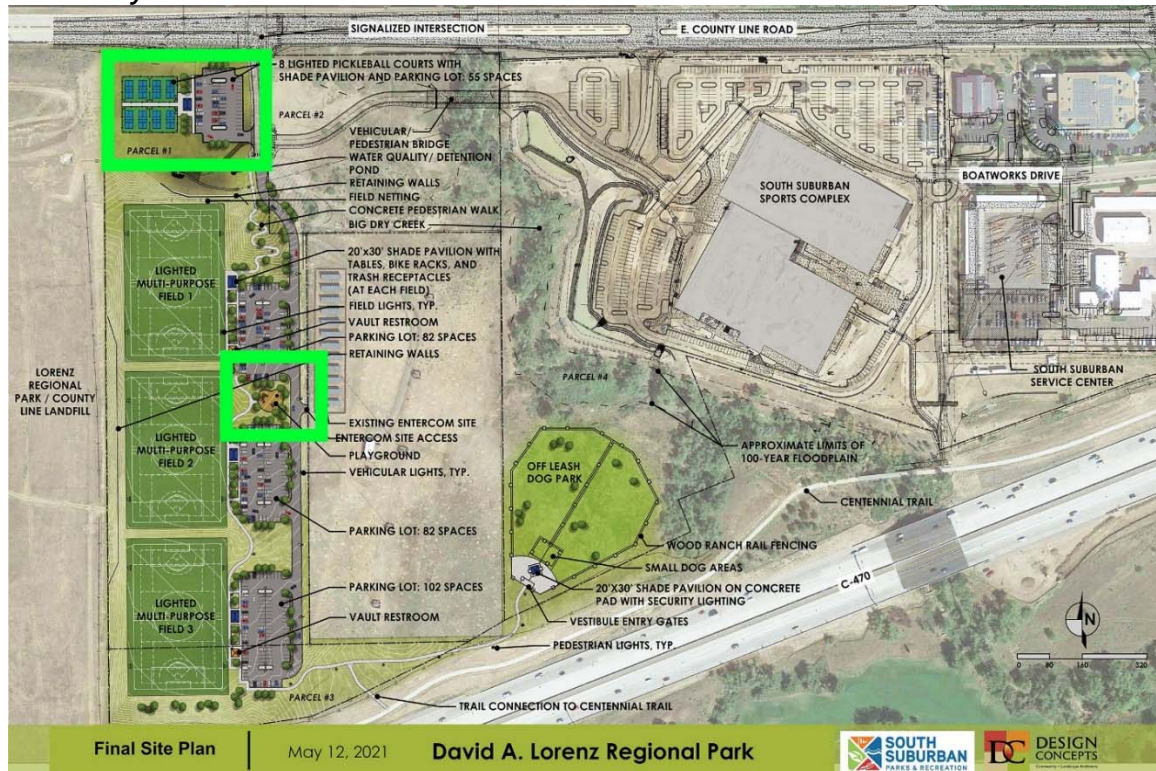 SIGNALIZED INTERSECTION
E. COUNTY LINE ROAD
8 LIGHTED PICKLEBALL COURTS WITH
SHADE PAVILION AND PARKING LOT: 55 SPACES
PARCEL #2
PARCEL #1
VEHICULAR/
PEDESTRIAN BRIDGE
WATER QUALITY/ DETENTION
POND
RETAINING WALLS
FIELD NETTING
CONCRETE PEDESTRIAN WALK
BIG DRY CREEK
20'x30' SHADE PAVILION WITH
TABLES, BIKE RACKS, AND
TRASH RECEPTACLES
(AT EACH FIELD)
FIELD LIGHTS, TYP.
VAULT RESTROOM
PARKING LOT: 82 SPACES
RETAINING WALLS
LIGHTED
MULTI-PURPOSE
FIELD 1
SOUTH SUBURBAN
SPORTS COMPLEX
BOATWORKS DRIVE
SOUTH SUBURBAN
SERVICE CENTER
LORENZ
REGIONAL
PARK / COUNTY
LINE LANDFILL
PARCEL #4
EXISTING ENTERCOM SITE
ENTERCOM SITE ACCESS
PLAYGROUND
VEHICULAR LIGHTS, TYP.
LIGHTED
MULTI-PURPOSE
FIELD 2
APPROXIMATE LIMITS OF
100-YEAR FLOODPLAIN
OFF LEASH
DOG PARK
CENTENNIAL TRAIL
PARKING LOT: 82 SPACES
WOOD RANCH RAIL FENCING
SMALL DOG AREAS
C-470
PARKING LOT: 102 SPACES
20'X30' SHADE PAVILION ON CONCRETE
PAD WITH SECURITY LIGHTING
LIGHTED
MULTI-PURPOSE
FIELD 3
VAULT RESTROOM
VESTIBULE ENTRY GATES
PEDESTRIAN LIGHTS, TYP.
N
0 80 160 320
PARCEL #3
TRAIL CONNECTION TO CENTENNIAL TRAIL
Final Site Plan
May 12, 2021
David A. Lorenz Regional Park
SOUTH
SUBURBAN
PARKS & RECREATION
DC
DESIGN
CONCEPTS